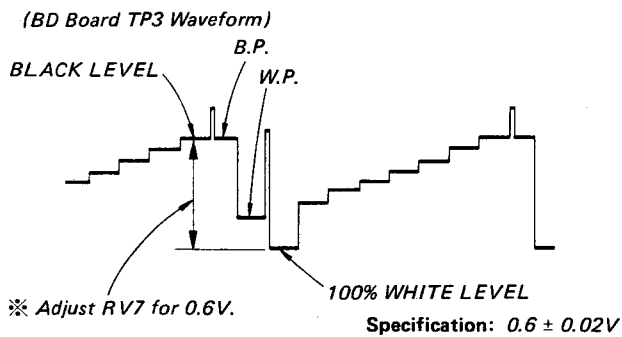 (BD Board TP3 Waveform)
B.P.
BLACK LEVEL
W.P.
100% WHITE LEVEL
※ Adjust RV7 for 0.6V.
Specification: 0.6 ± 0.02V